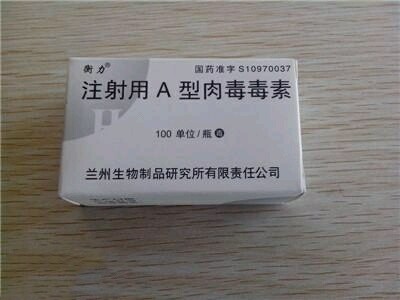 衡力®
国药准字 S10970037
注射用 A 型肉毒毒素
100 单位/瓶 毒
兰州生物制品研究所有限责任公司